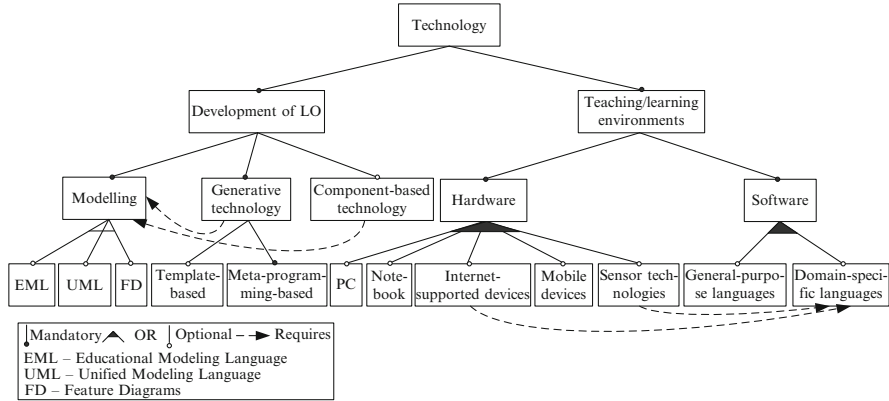 Technology
Development of LO
Teaching/learning
environments
Modelling
Generative
technology
Component-based
technology
Hardware
Software
EML
UML
FD
Template-
based
Meta-program-
ming-based
PC
Note-
book
Internet-
supported devices
Mobile
devices
Sensor tech-
nologies
General-purpo-
se languages
Domain-speci-
fic languages
Mandatory OR Optional Requires
EML – Educational Modeling Language
UML – Unified Modeling Language
FD – Feature Diagrams